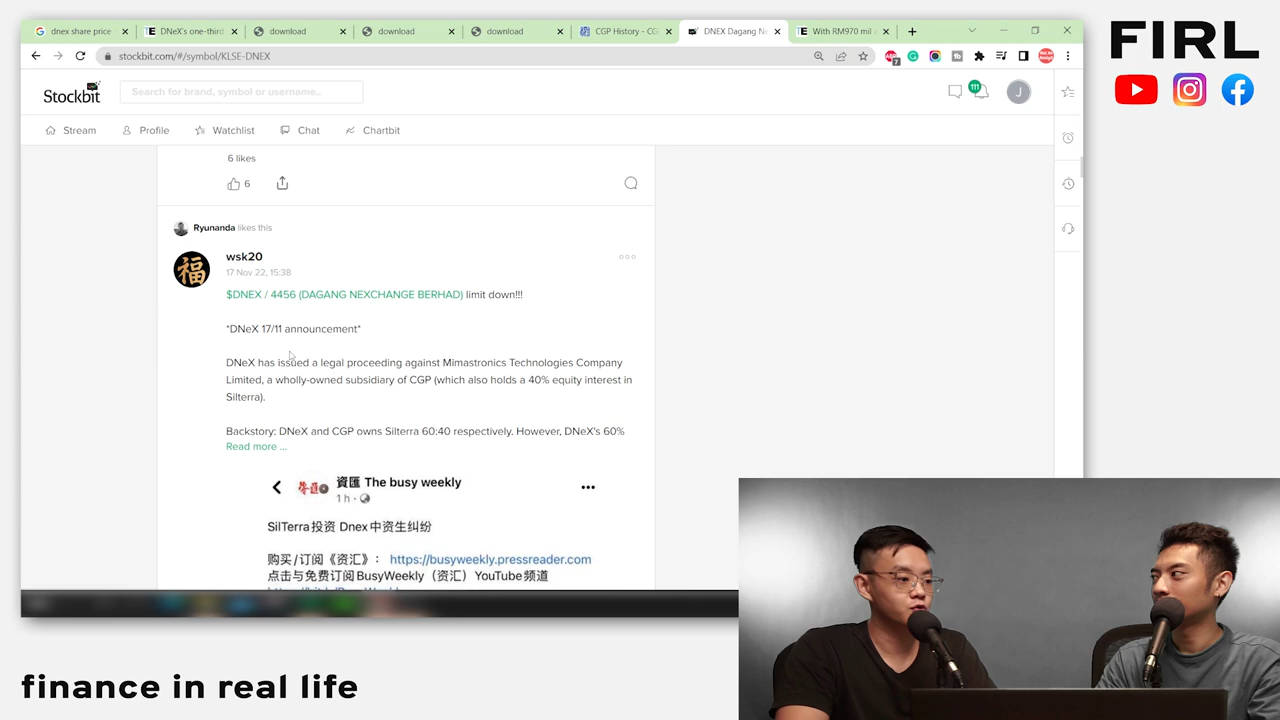 dnex share price
DNeX's one-third
download
download
download
CGP History - CG
DNEX Dagang Ne
With RM970 mil
stockbit.com/#/symbol/KLSE-DNEX
7
Stockbit
Search for brand, symbol or username..
111
J
Stream
Profile
Watchlist
Chat
Chartbit
6 likes
6
Ryunanda likes this
福
wsk20
17 Nov 22, 15:38
$DNEX / 4456 (DAGANG NEXCHANGE BERHAD) limit down!!!
*DNeX 17/11 announcement*
DNeX has issued a legal proceeding against Mimastronics Technologies Company
Limited, a wholly-owned subsidiary of CGP (which also holds a 40% equity interest in
Silterra).
Backstory: DNeX and CGP owns Silterra 60:40 respectively. However, DNeX's 60%
Read more ...
資匯 The busy weekly
1 h
SilTerra投资 Dnex中资生纠纷
购买/订阅《资汇》： https://busyweekly.pressreader.com
点击与免费订阅BusyWeekly（资汇）YouTube频道
FIRL
finance in real life